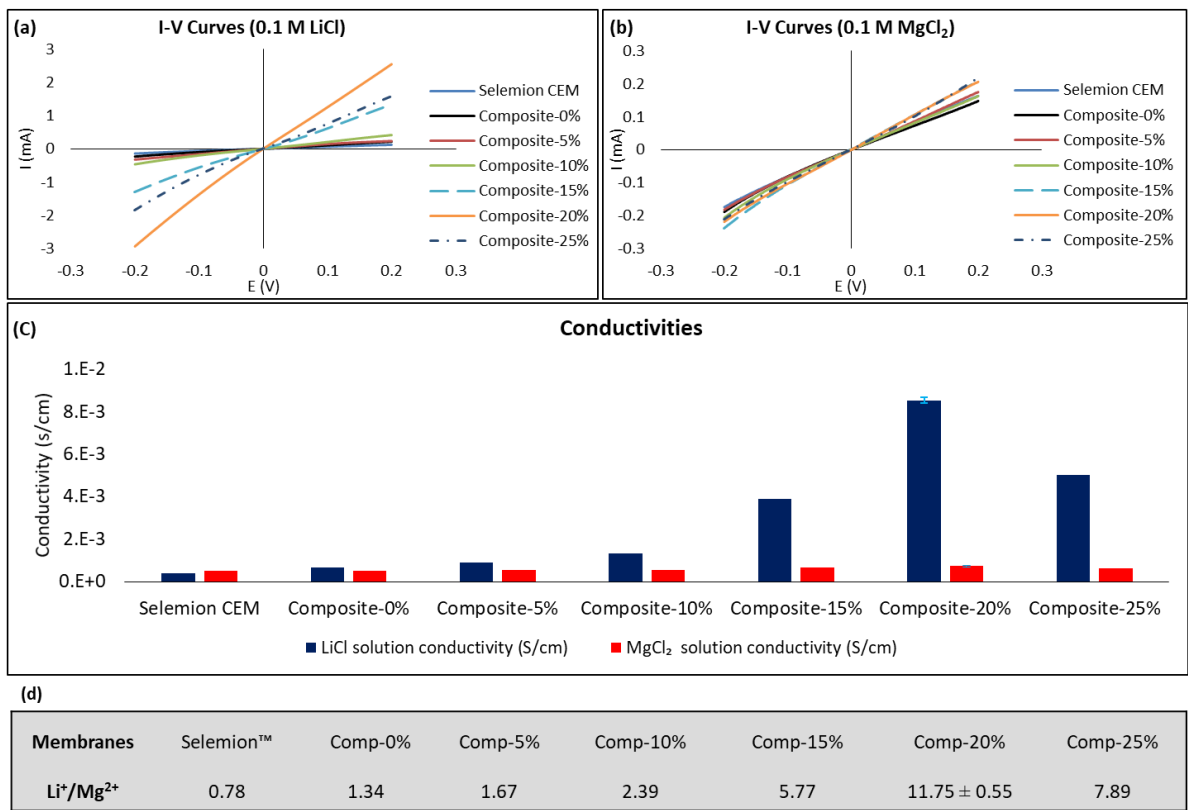 (a)
I-V Curves (0.1 M LiCl)
3
2
1
0
-1
-2
-3
-0.3 -0.2 -0.1 0 0.1 0.2 0.3
I (mA)
E (V)
Selemion CEM
Composite-0%
Composite-5%
Composite-10%
Composite-15%
Composite-20%
Composite-25%
(b)
I-V Curves (0.1 M MgCl₂)
0.3
0.2
0.1
0
-0.1
-0.2
-0.3
-0.3 -0.2 -0.1 0 0.1 0.2 0.3
I (mA)
E (V)
Selemion CEM
Composite-0%
Composite-5%
Composite-10%
Composite-15%
Composite-20%
Composite-25%
(C)
Conductivities
Conductivity (s/cm)
1.E-2
8.E-3
6.E-3
4.E-3
2.E-3
0.E+0
Selemion CEM Composite-0% Composite-5% Composite-10% Composite-15% Composite-20% Composite-25%
LiCl solution conductivity (S/cm) MgCl₂ solution conductivity (S/cm)
(d)
Membranes Selemion™ Comp-0% Comp-5% Comp-10% Comp-15% Comp-20% Comp-25%
Li⁺/Mg²⁺ 0.78 1.34 1.67 2.39 5.77 11.75 ± 0.55 7.89